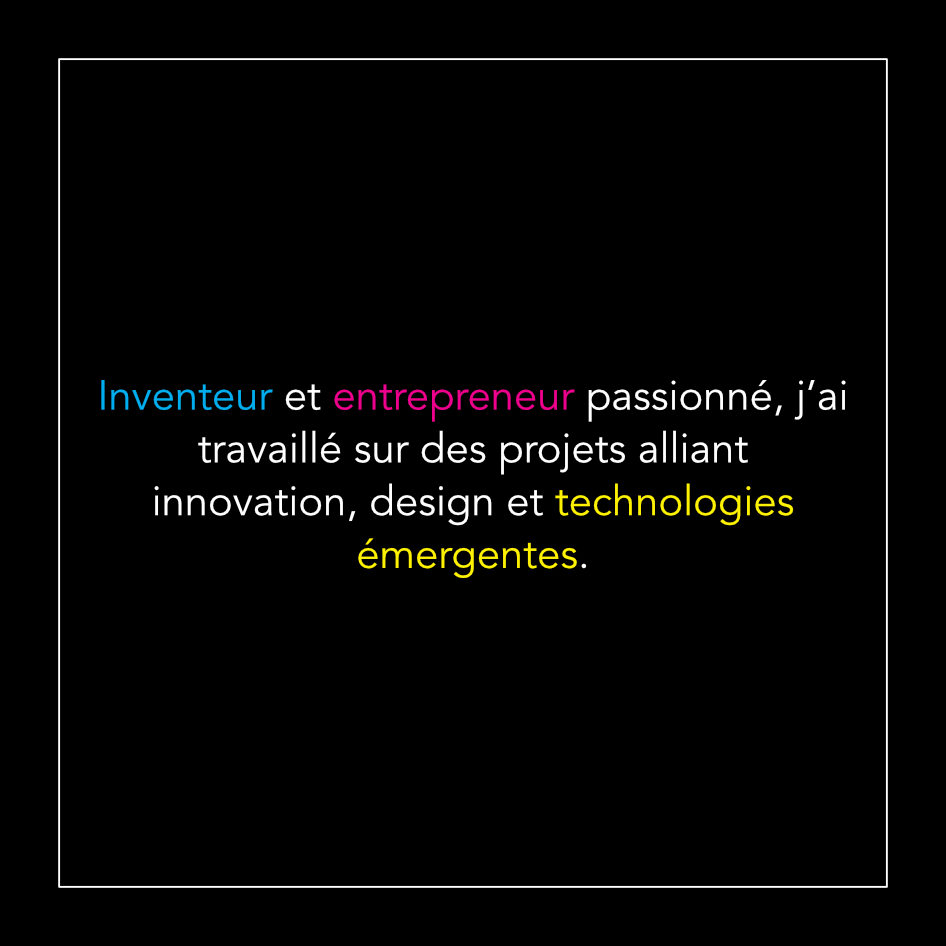 Inventeur et entrepreneur passionné, j’ai
travaillé sur des projets alliant
innovation, design et technologies
émergentes.